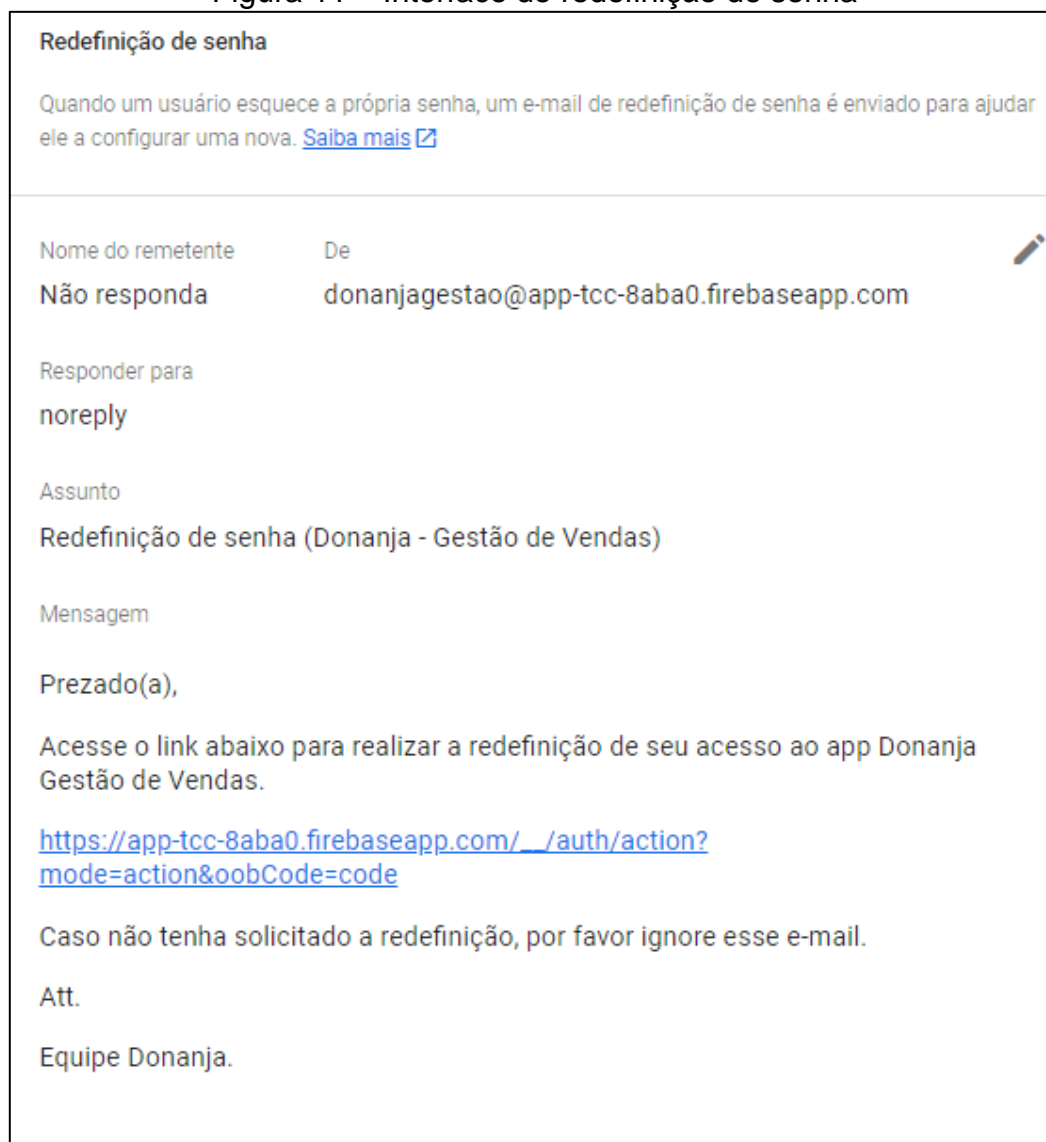 Redefinição de senha
Quando um usuário esquece a própria senha, um e-mail de redefinição de senha é enviado para ajudar
ele a configurar uma nova. Saiba mais
Nome do remetente De
Não responda donanjagestao@app-tcc-8aba0.firebaseapp.com
Responder para
noreply
Assunto
Redefinição de senha (Donanja - Gestão de Vendas)
Mensagem
Prezado(a),
Acesse o link abaixo para realizar a redefinição de seu acesso ao app Donanja
Gestão de Vendas.
https://app-tcc-8aba0.firebaseapp.com/__/auth/action?
mode=action&oobCode=code
Caso não tenha solicitado a redefinição, por favor ignore esse e-mail.
Att.
Equipe Donanja.